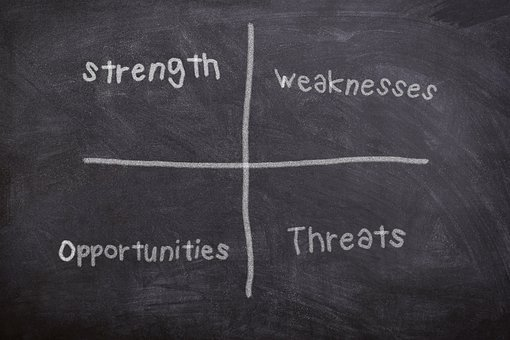 strength
weaknesses
Opportunities
Threats